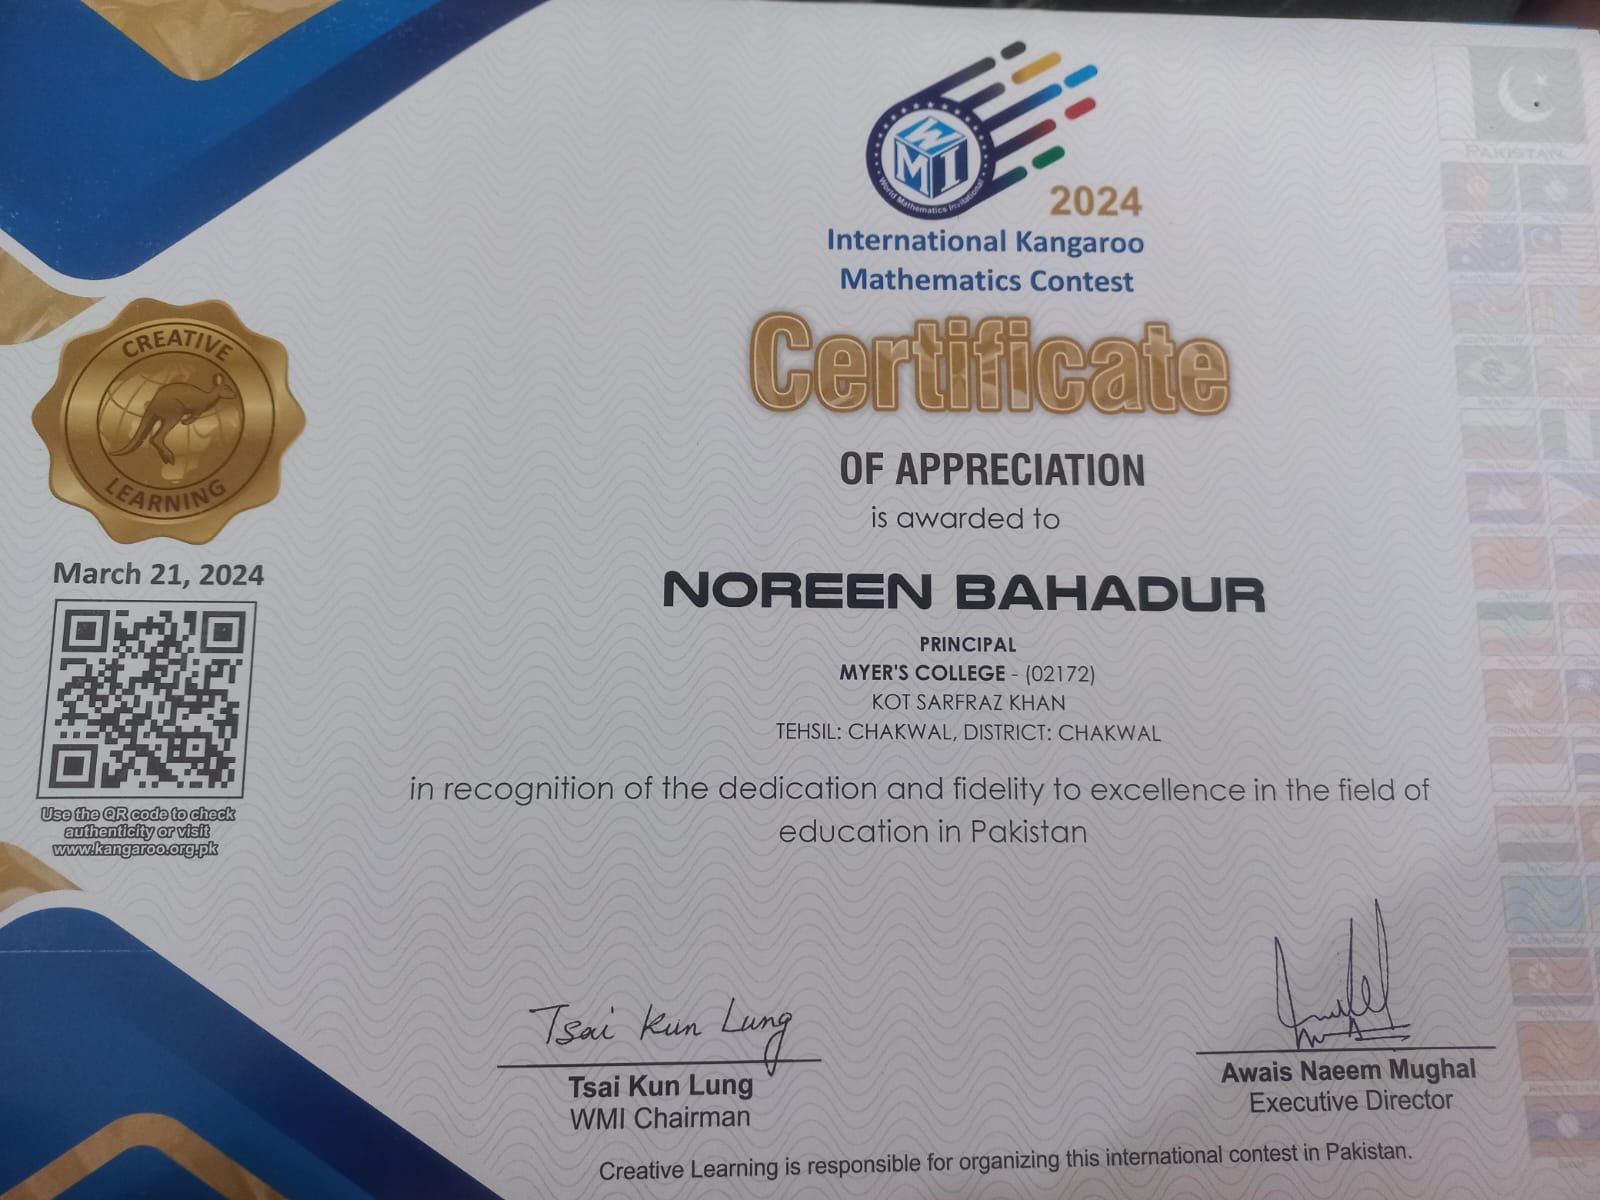 WMI
World Mathematics Invitational
2024
International Kangaroo
Mathematics Contest
Certificate
OF APPRECIATION
is awarded to
NOREEN BAHADUR
PRINCIPAL
MYER'S COLLEGE - (02172)
KOT SARFRAZ KHAN
TEHSIL: CHAKWAL, DISTRICT: CHAKWAL
in recognition of the dedication and fidelity to excellence in the field of
education in Pakistan
CREATIVE
LEARNING
March 21, 2024
Use the QR code to check
authenticity or visit
www.kangaroo.org.pk
PAKISTAN
Tsai Kun Lung
Tsai Kun Lung
WMI Chairman
Awais Naeem Mughal
Executive Director
Creative Learning is responsible for organizing this international contest in Pakistan.